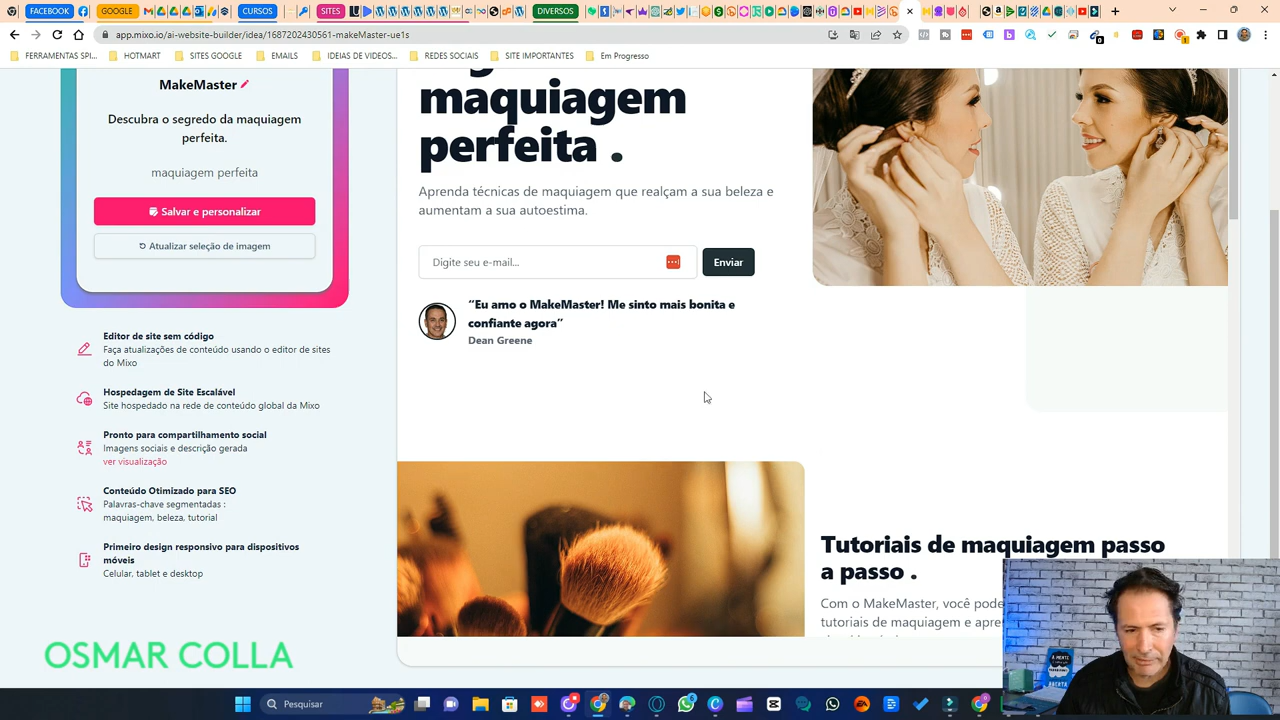 FACEBOOK
GOOGLE
CURSOS
SITES
DIVERSOS
app.mixo.io/ai-website-builder/idea/1687202430561-makeMaster-ue1s
FERRAMENTAS SPI...
HOTMART
SITES GOOGLE
EMAILS
IDEIAS DE VIDEOS...
REDES SOCIAIS
SITE IMPORTANTES
Em Progresso
MakeMaster
Descubra o segredo da maquiagem
perfeita.
maquiagem perfeita
Salvar e personalizar
Atualizar seleção de imagem
Editor de site sem código
Faça atualizações de conteúdo usando o editor de sites
do Mixo
Hospedagem de Site Escalável
Site hospedado na rede de conteúdo global da Mixo
Pronto para compartilhamento social
Imagens sociais e descrição gerada
ver visualização
Conteúdo Otimizado para SEO
Palavras-chave segmentadas :
maquiagem, beleza, tutorial
Primeiro design responsivo para dispositivos
móveis
Celular, tablet e desktop
maquiagem
perfeita .
Aprenda técnicas de maquiagem que realçam a sua beleza e
aumentam a sua autoestima.
Digite seu e-mail...
Enviar
“Eu amo o MakeMaster! Me sinto mais bonita e
confiante agora”
Dean Greene
Tutoriais de maquiagem passo
a passo .
Com o MakeMaster, você pode
tutoriais de maquiagem e
OSMAR COLLA
Pesquisar